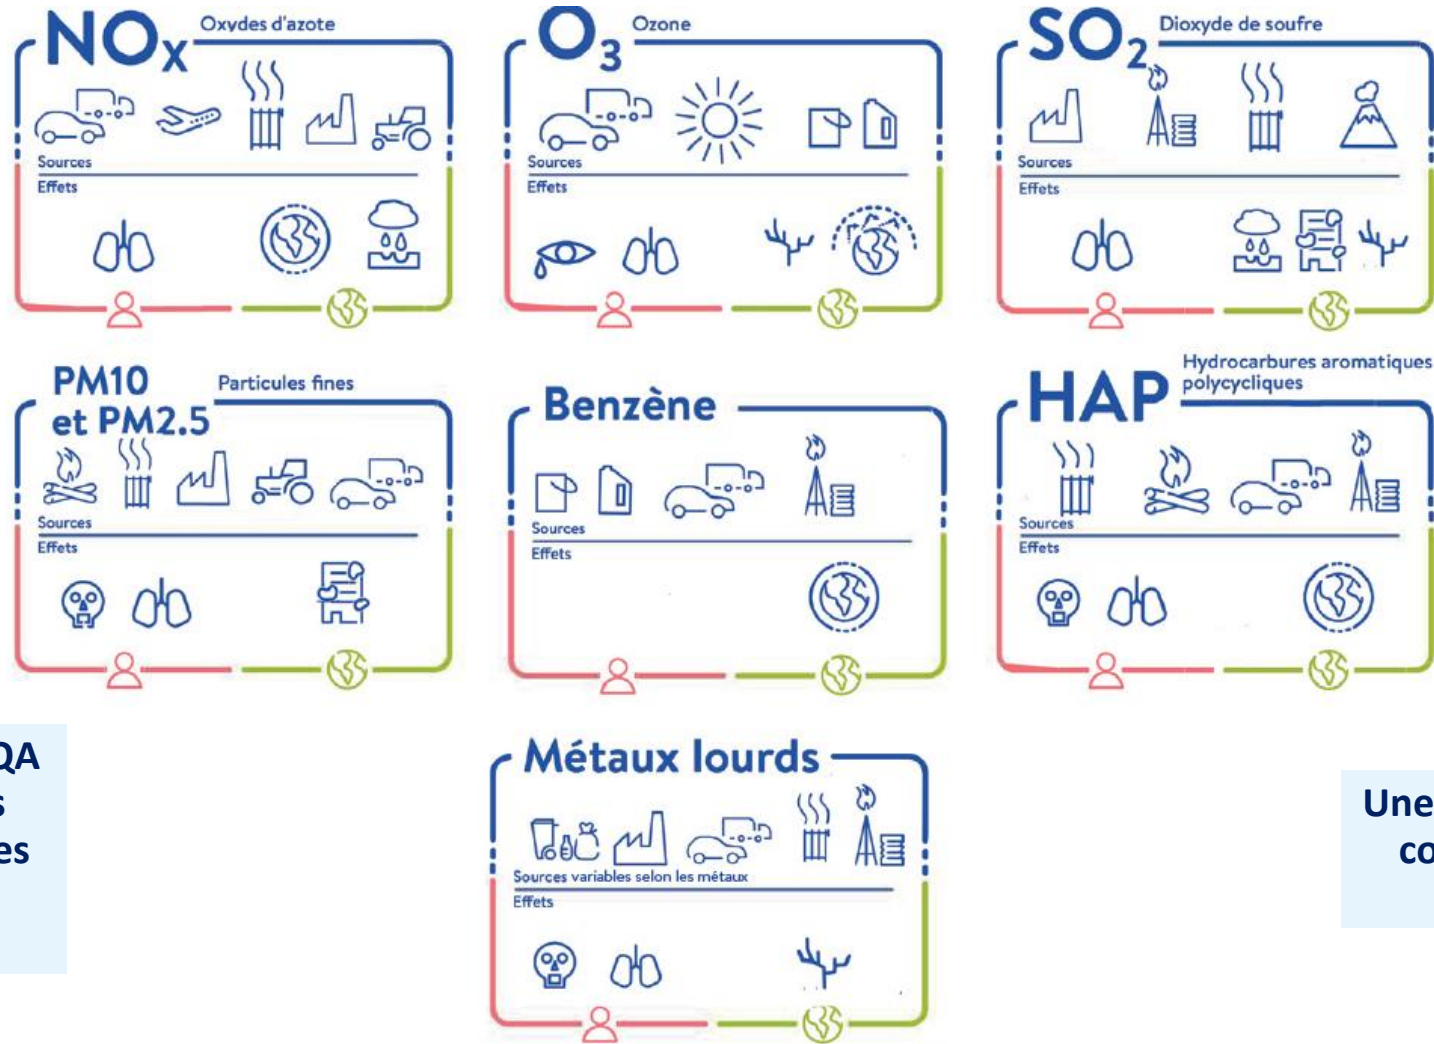 NOx
Oxydes d'azote
Sources
Effets
O3
Ozone
Sources
Effets
SO2
Dioxyde de soufre
Sources
Effets
PM10
et PM2.5
Particules fines
Sources
Effets
Benzène
Sources
Effets
HAP
Hydrocarbures aromatiques
polycycliques
Sources
Effets
QA
s
es
Métaux lourds
Sources variables selon les métaux
Effets
Une
co